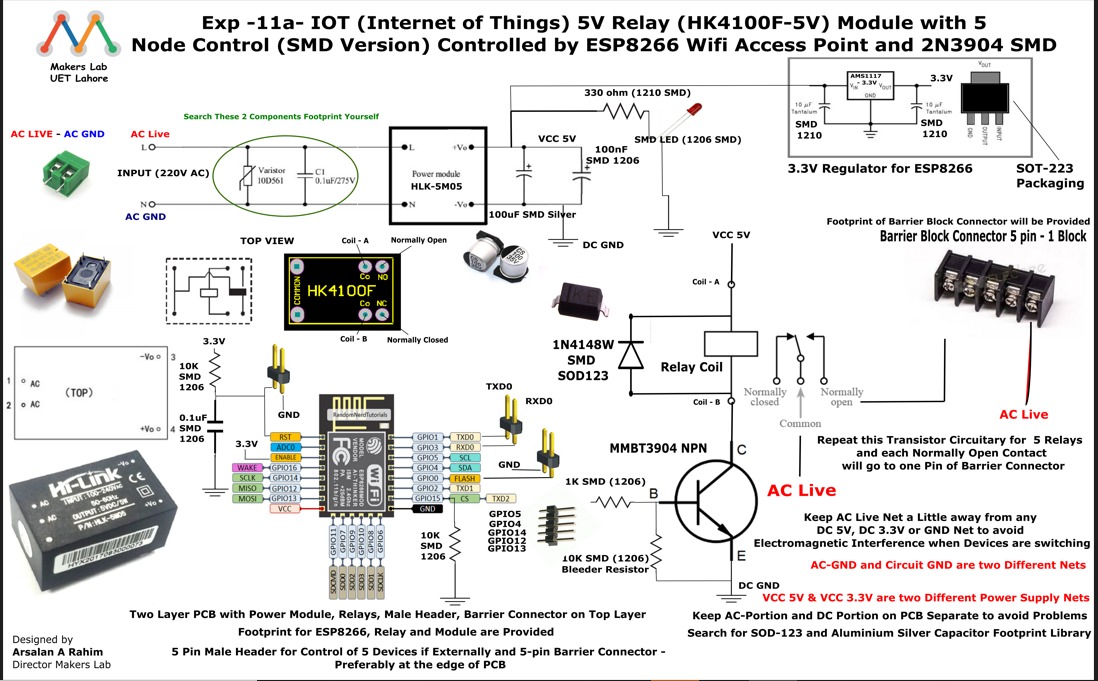 Exp -11a- IOT (Internet of Things) 5V Relay (HK4100F-5V) Module with 5
Node Control (SMD Version) Controlled by ESP8266 Wifi Access Point and 2N3904 SMD
Makers Lab
UET Lahore
AC LIVE - AC GND
Search These 2 Components Footprint Yourself
AC Live
L
INPUT (220V AC)
N
AC GND
Varistor
10D561
C1
0.1uF/275V
L
+Vo
Power module
HLK-5M05
N
-Vo
330 ohm (1210 SMD)
VCC 5V
100nF
SMD 1206
SMD LED (1206 SMD)
100uF SMD Silver
DC GND
AMS1117
- 3.3V
VIN
VOUT
GND
3.3V
10 µF
Tantalum
SMD
1210
10 µF
Tantalum
SMD
1210
VOUT
GND
OUTPUT
INPUT
3.3V Regulator for ESP8266
SOT-223
Packaging
Footprint of Barrier Block Connector will be Provided
Barrier Block Connector 5 pin - 1 Block
AC Live
TOP VIEW
Coil - A
Normally Open
COMMON
Co
NO
HK4100F
Co
NC
Coil - B
Normally Closed
VCC 5V
Coil - A
1N4148W
SMD
SOD123
Relay Coil
Coil - B
Normally
closed
Normally
open
Common
Repeat this Transistor Circuitary for 5 Relays
and each Normally Open Contact
will go to one Pin of Barrier Connector
MMBT3904 NPN
C
B
E
1K SMD (1206)
10K SMD (1206)
Bleeder Resistor
DC GND
AC Live
Keep AC Live Net a Little away from any
DC 5V, DC 3.3V or GND Net to avoid
Electromagnetic Interference when Devices are switching
AC-GND and Circuit GND are two Different Nets
VCC 5V & VCC 3.3V are two Different Power Supply Nets
Keep AC-Portion and DC Portion on PCB Separate to avoid Problems
Search for SOD-123 and Aluminium Silver Capacitor Footprint Library
1
AC
2
AC
(TOP)
-Vo
3
+Vo
4
3.3V
10K
SMD
1206
0.1uF
SMD
1206
GND
3.3V
RandomNerdTutorials
WIFI
RST
ADC0
ENABLE
WAKE
GPIO16
SCLK
GPIO14
MISO
GPIO12
MOSI
GPIO13
VCC
GPIO1
TXD0
GPIO3
RXD0
GPIO5
SCL
GPIO4
SDA
GPIO0
FLASH
GPIO2
TXD1
GPIO15
CS
TXD2
GND
GPIO11
GPIO7
GPIO9
GPIO10
GPIO8
GPIO6
TXD0
RXD0
GND
GPIO5
GPIO4
GPIO14
GPIO12
GPIO13
10K
SMD
1206
Hi-Link
INPUT:100-240VAC
50-60Hz
OUTPUT:5VDC/5W
P/N:HLK-5M05
AC
AC
-Vo
+Vo
Two Layer PCB with Power Module, Relays, Male Header, Barrier Connector on Top Layer
Footprint for ESP8266, Relay and Module are Provided
5 Pin Male Header for Control of 5 Devices if Externally and 5-pin Barrier Connector -
Preferably at the edge of PCB
Designed by
Arsalan A Rahim
Director Makers Lab